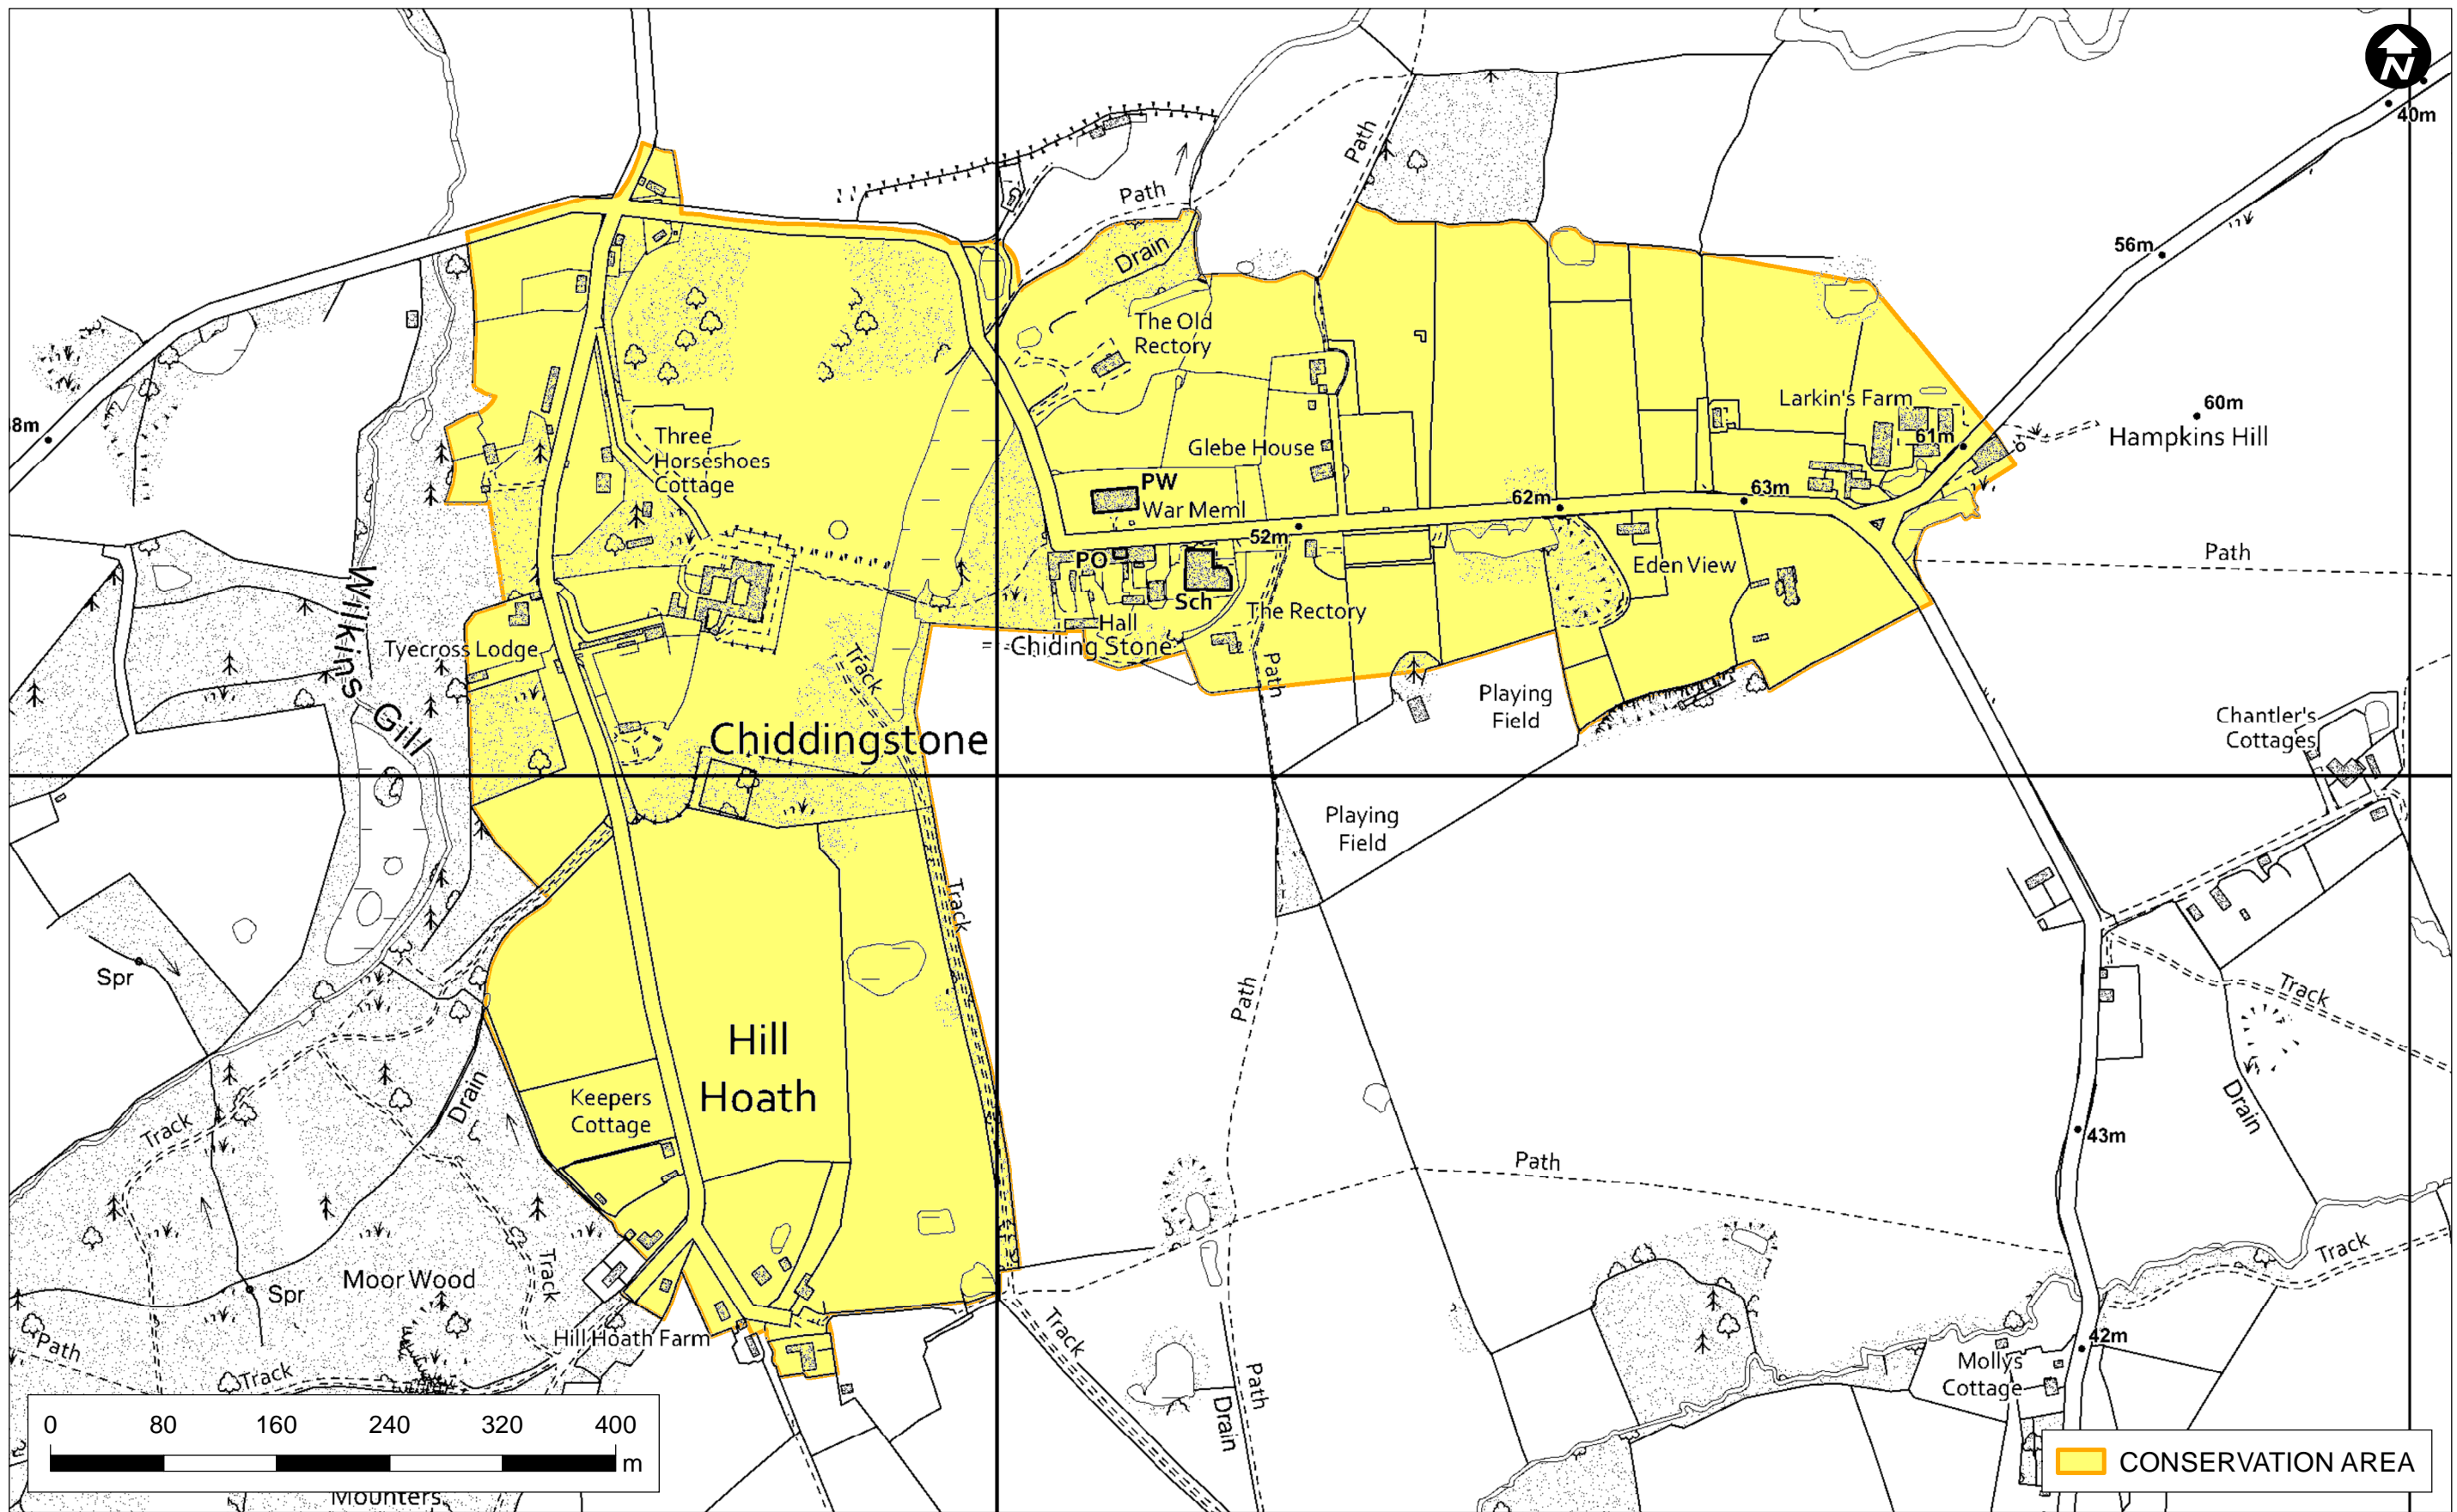 N
40m
Path
Path
56m
Drain
The Old
Rectory
Larkin's Farm
60m
Hampkins Hill
8m
61m
Three
Horseshoes
Cottage
Glebe House
PW
War Meml
62m
63m
52m
Path
PO
Eden View
Sch
The Rectory
Hall
Chiding Stone
Wilkins Gill
Tyecross Lodge
Track
Path
Playing
Field
Chantler's
Cottages
Chiddingstone
Playing
Field
Track
Spr
Path
Track
Hill
Hoath
Keepers
Cottage
Drain
Track
Drain
43m
Path
Track
Moor Wood
Spr
Track
Hill Hoath Farm
Path
Track
Track
Path
Drain
42m
Mollys
Cottage
0 80 160 240 320 400
m
Mounters
CONSERVATION AREA